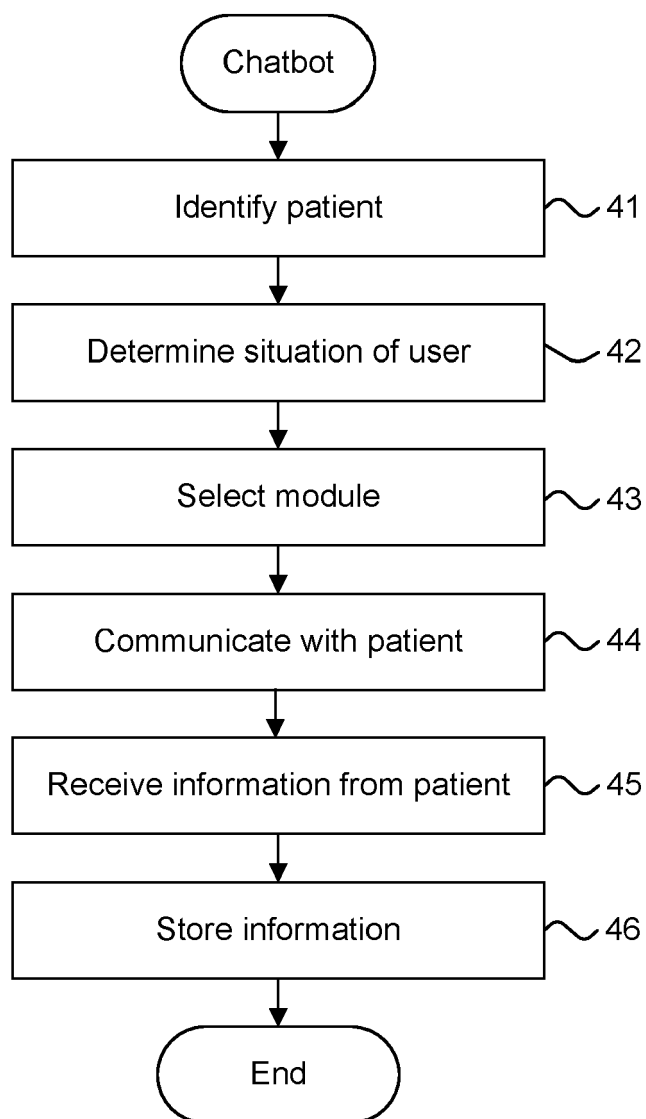 Chatbot
Identify patient 41
Determine situation of user 42
Select module 43
Communicate with patient 44
Receive information from patient 45
Store information 46
End